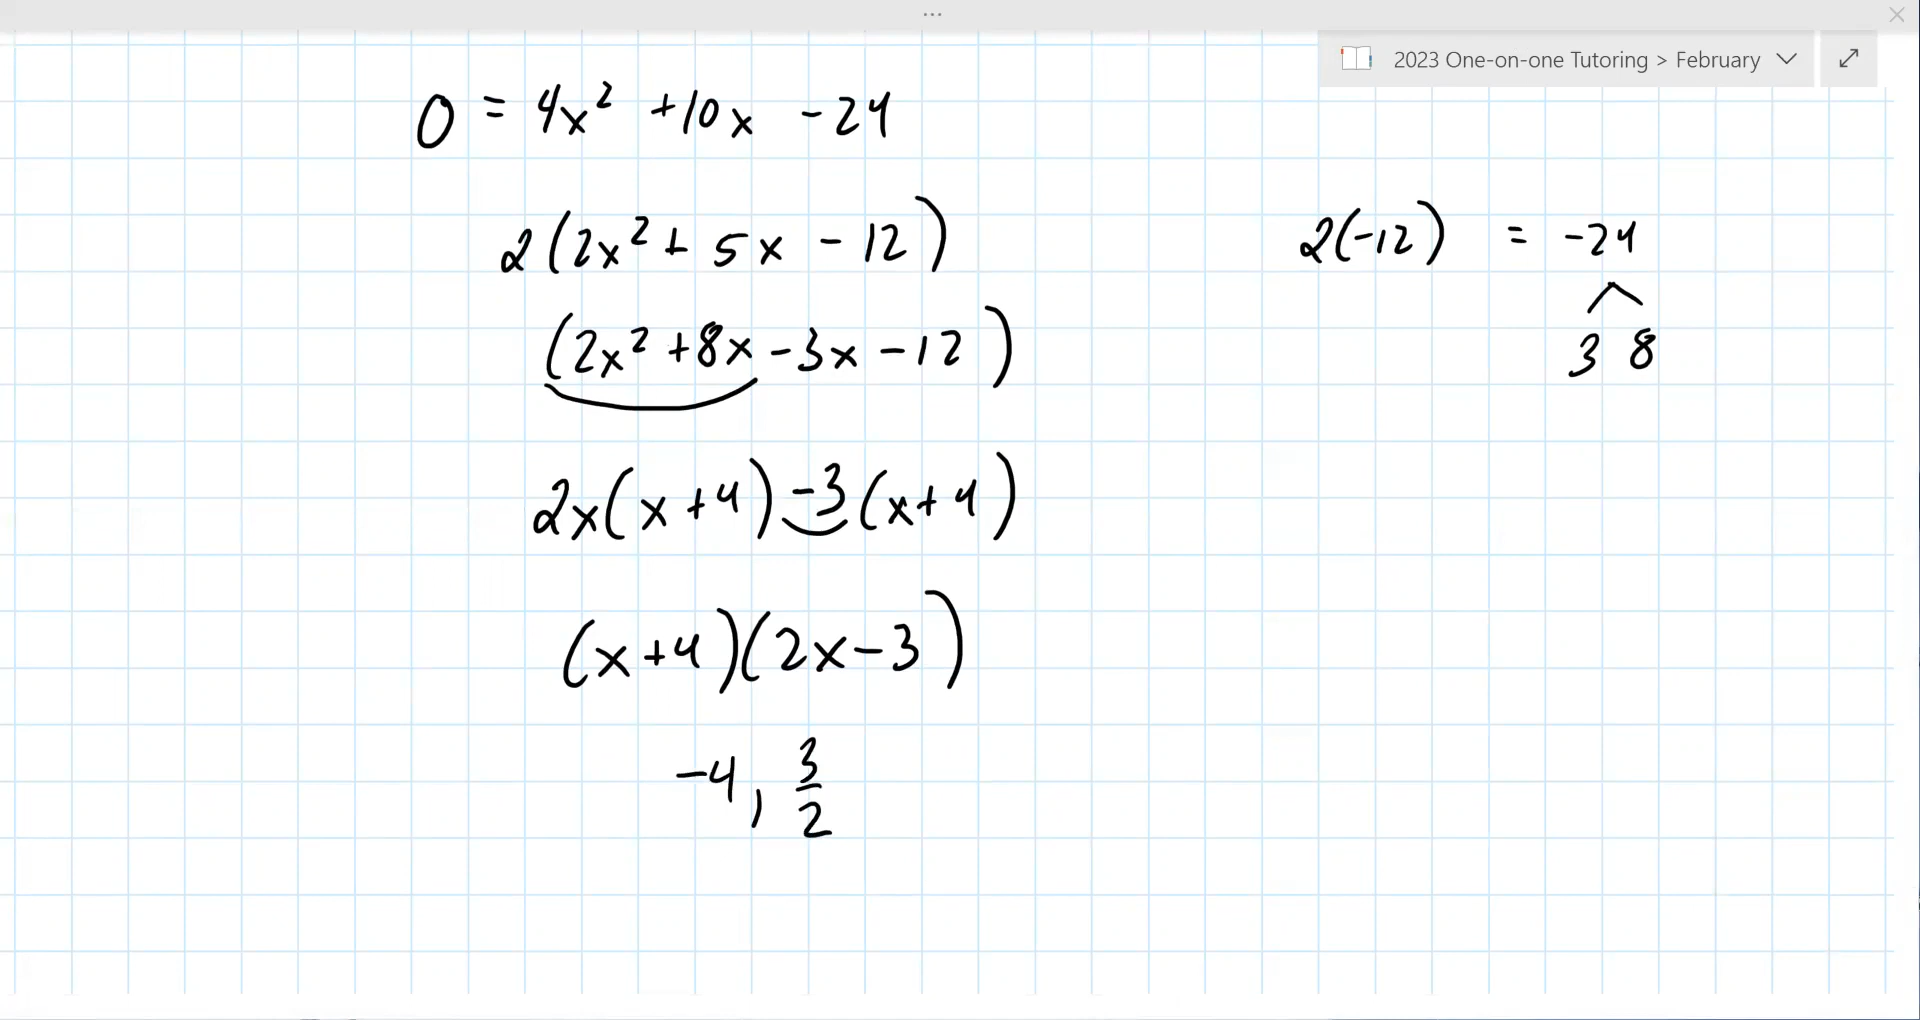 ...
2023 One-on-one Tutoring > February
0 = 4x² +10x -24
2(2x² + 5x - 12)
2(-12) = -24
(2x² +8x -3x -12)
3 8
2x(x+4) -3(x+4)
(x+4)(2x-3)
-4, 3/2